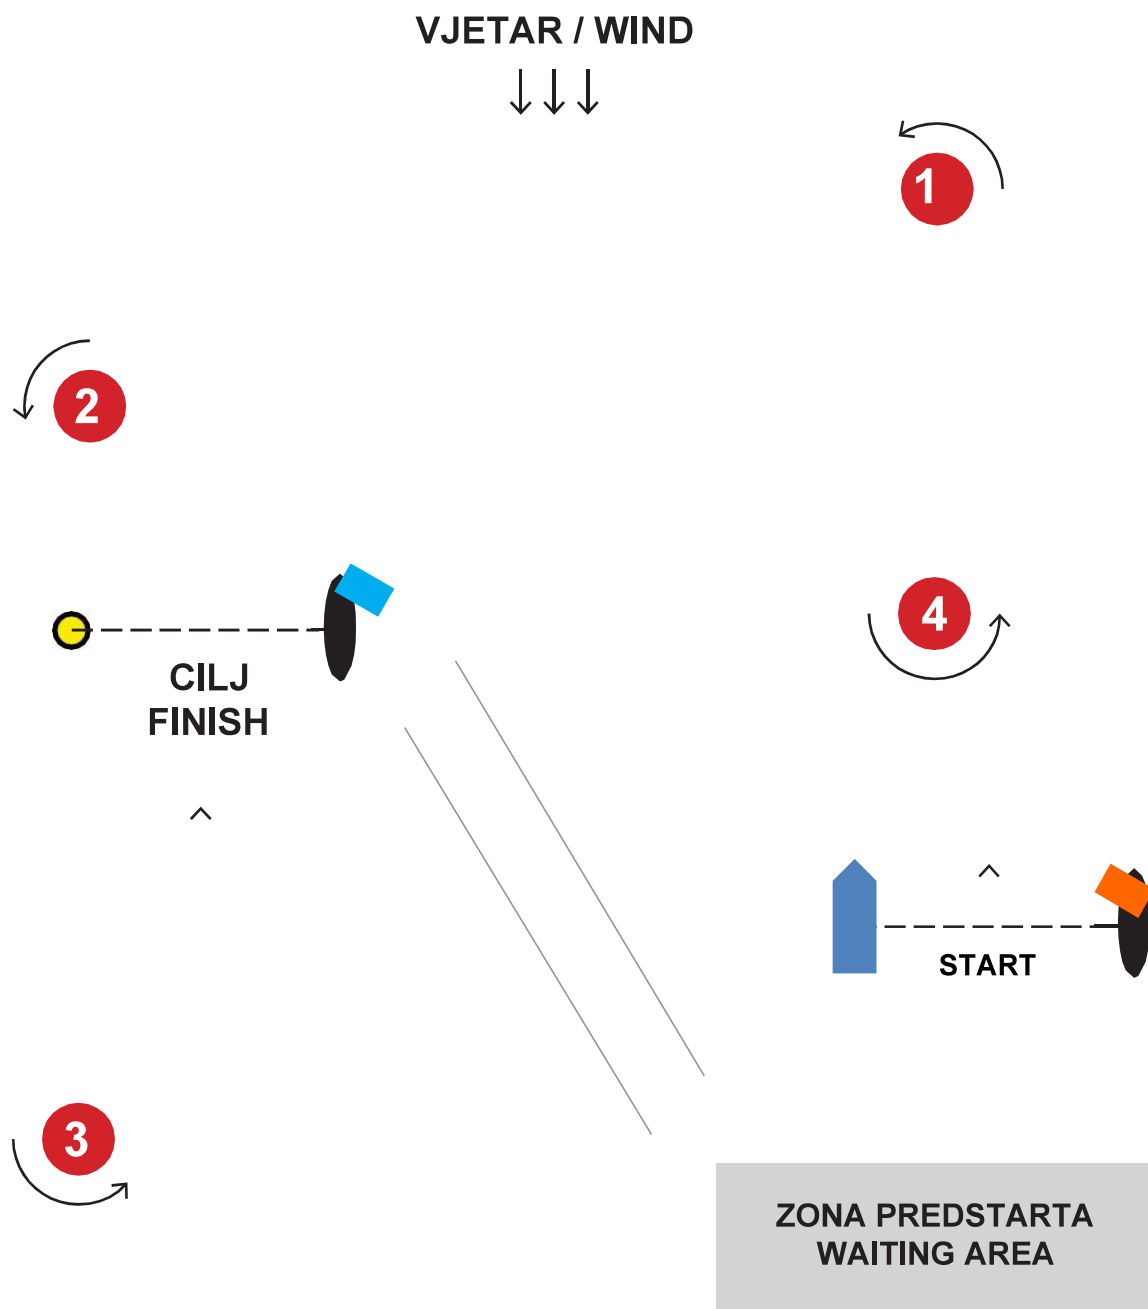 VJETAR / WIND
1
2
4
CILJ
FINISH
START
3
ZONA PREDSTARTA
WAITING AREA